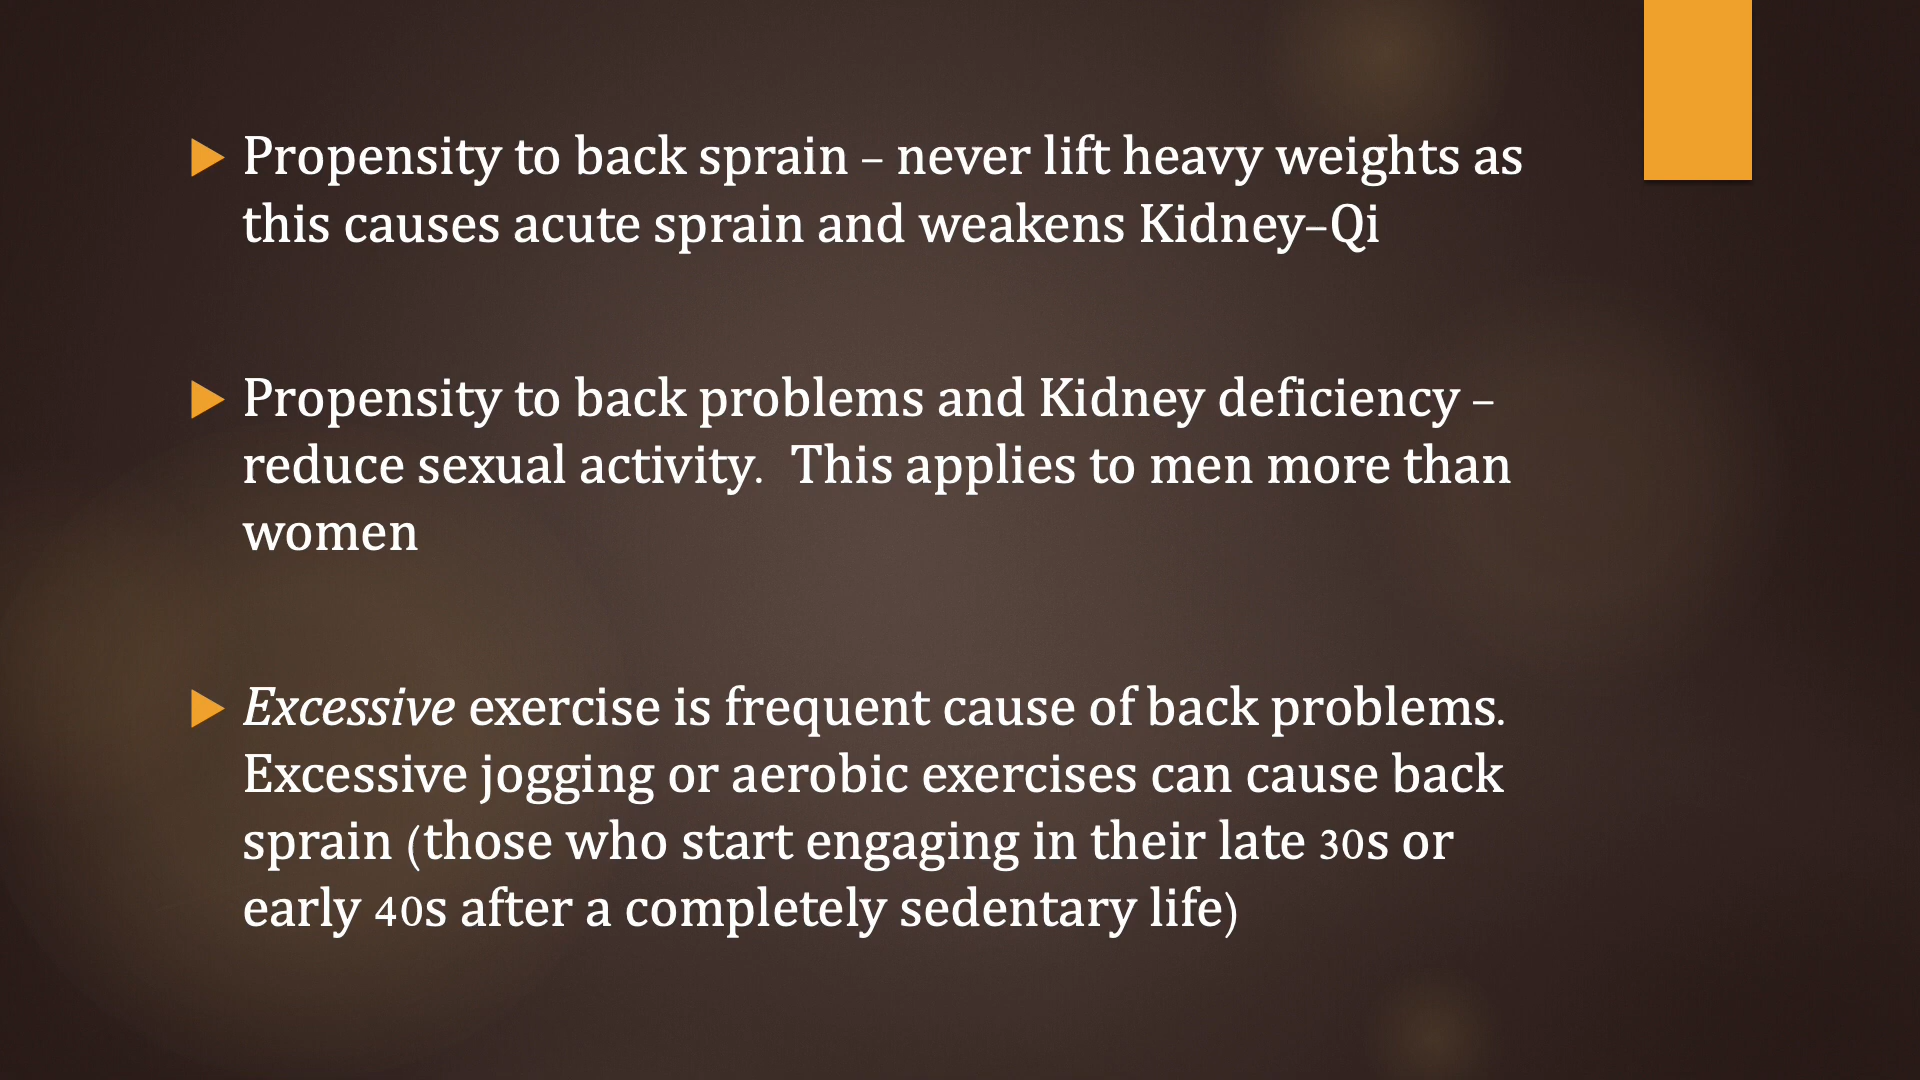 Propensity to back sprain – never lift heavy weights as
this causes acute sprain and weakens Kidney–Qi
Propensity to back problems and Kidney deficiency –
reduce sexual activity.  This applies to men more than
women
Excessive exercise is frequent cause of back problems.
Excessive jogging or aerobic exercises can cause back
sprain (those who start engaging in their late 30s or
early 40s after a completely sedentary life)